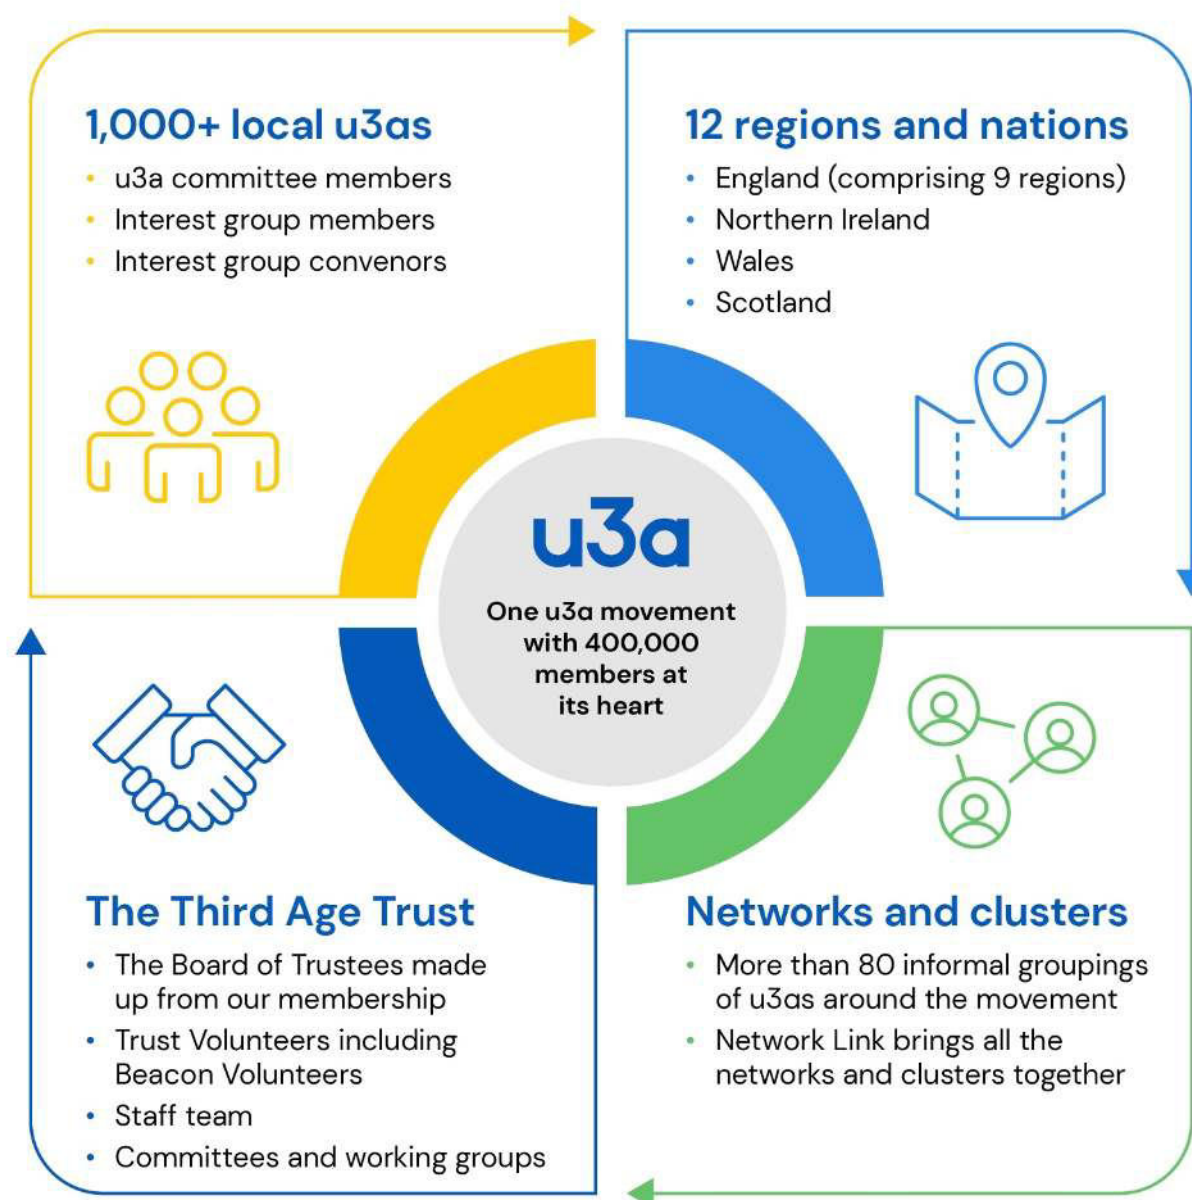 1,000+ local u3as
• u3a committee members
• Interest group members
• Interest group convenors
12 regions and nations
• England (comprising 9 regions)
• Northern Ireland
• Wales
• Scotland
u3a
One u3a movement
with 400,000
members at
its heart
The Third Age Trust
• The Board of Trustees made
up from our membership
• Trust Volunteers including
Beacon Volunteers
• Staff team
• Committees and working groups
Networks and clusters
• More than 80 informal groupings
of u3as around the movement
• Network Link brings all the
networks and clusters together